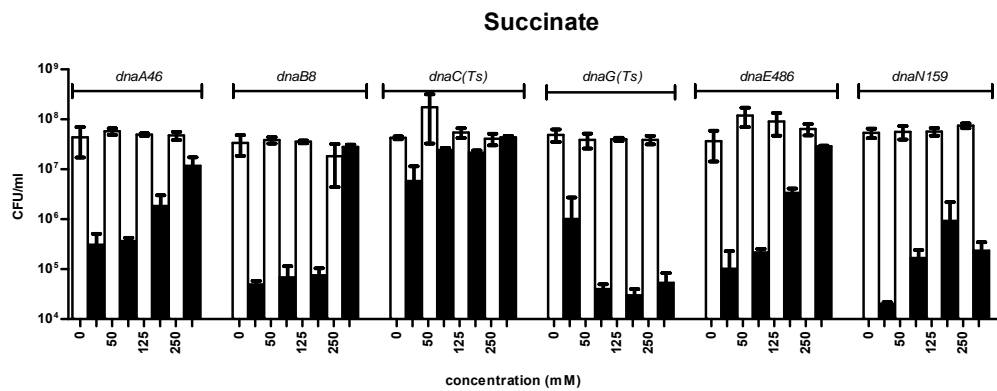 Succinate
dnaA46 dnaB8 dnaC(Ts) dnaG(Ts) dnaE486 dnaN159
10⁹
10⁸
10⁷
10⁶
10⁵
10⁴
CFU/ml
0 50 125 250 0 50 125 250 0 50 125 250 0 50 125 250 0 50 125 250 0 50 125 250
concentration (mM)